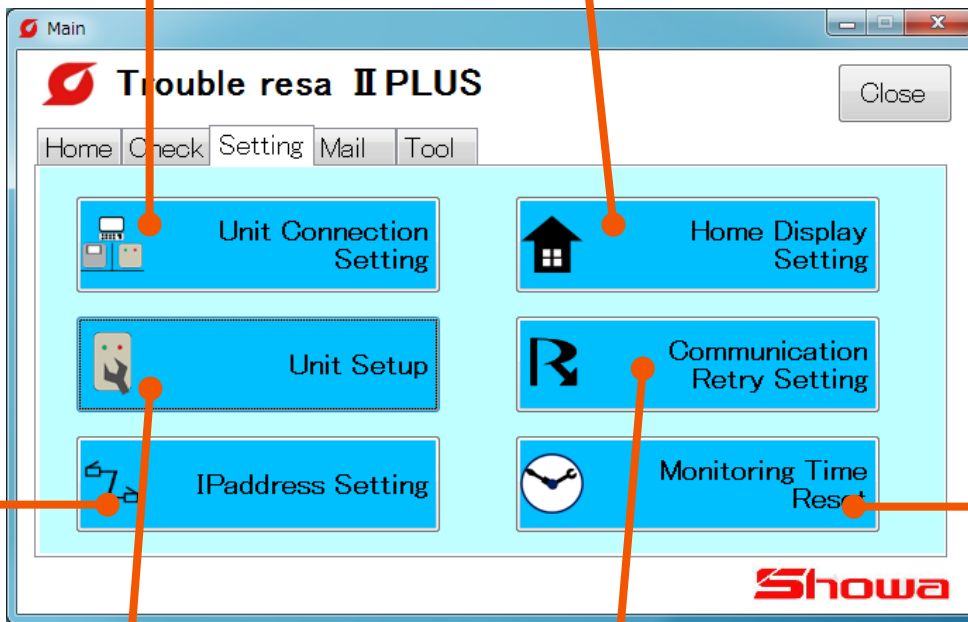 Main
Trouble resa Ⅱ PLUS
Close
Home Check Setting Mail Tool
Unit Connection
Setting
Home Display
Setting
Unit Setup
Communication
Retry Setting
IPaddress Setting
Monitoring Time
Reset
Showa